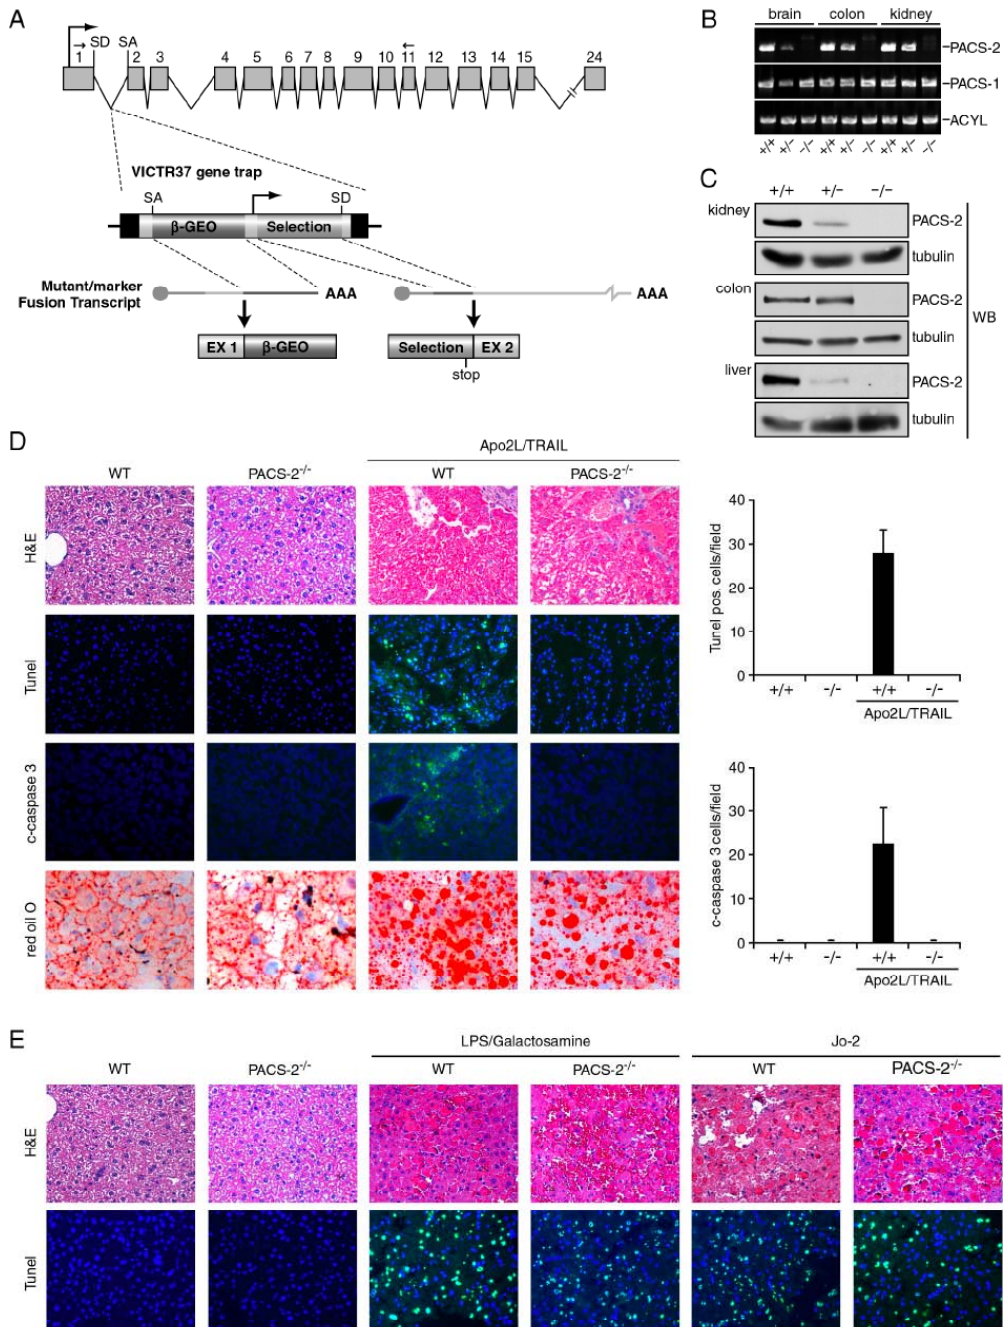 A
1 SD SA 2 3 4 5 6 7 8 9 10 11 12 13 14 15 24
VICTR37 gene trap
SA SD
β-GEO Selection
Mutant/marker
Fusion Transcript
AAA AAA
EX 1 β-GEO Selection EX 2
stop
B
brain colon kidney
PACS-2
PACS-1
ACYL
+/+ +/- -/- +/+ +/- -/- +/+ +/- -/-
C
+/+ +/− −/−
kidney PACS-2
tubulin
colon PACS-2
tubulin
liver PACS-2
tubulin
WB
D
Apo2L/TRAIL
WT PACS-2-/- WT PACS-2-/-
H&E
Tunel
c-caspase 3
red oil O
Tunel pos. cells/field
40
30
20
10
0
+/+ -/- +/+ -/-
Apo2L/TRAIL
c-caspase 3 cells/field
40
30
20
10
0
+/+ -/- +/+ -/-
Apo2L/TRAIL
E
LPS/Galactosamine Jo-2
WT PACS-2-/- WT PACS-2-/- WT PACS-2-/-
H&E
Tunel